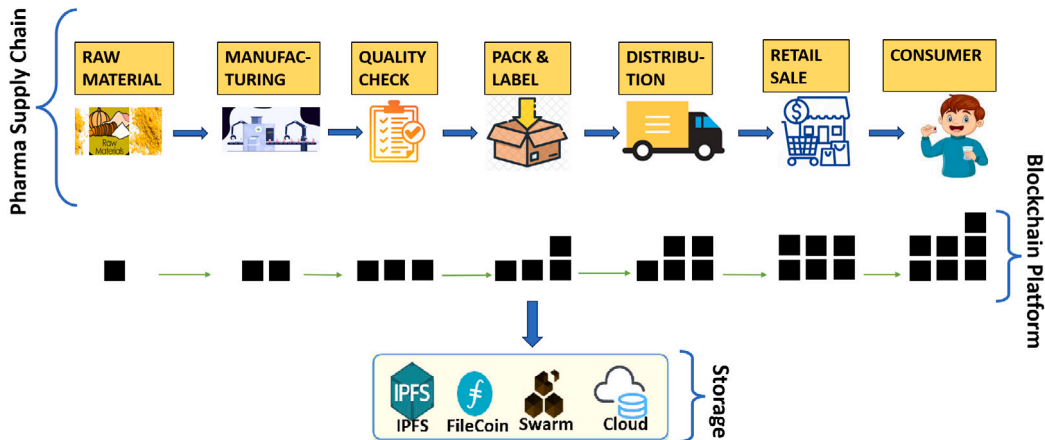 Pharma Supply Chain
RAW
MATERIAL
MANUFAC-
TURING
QUALITY
CHECK
PACK &
LABEL
DISTRIBU-
TION
RETAIL
SALE
CONSUMER
Raw
Materials
Blockchain Platform
IPFS
IPFS
FileCoin
Swarm
Cloud
Storage